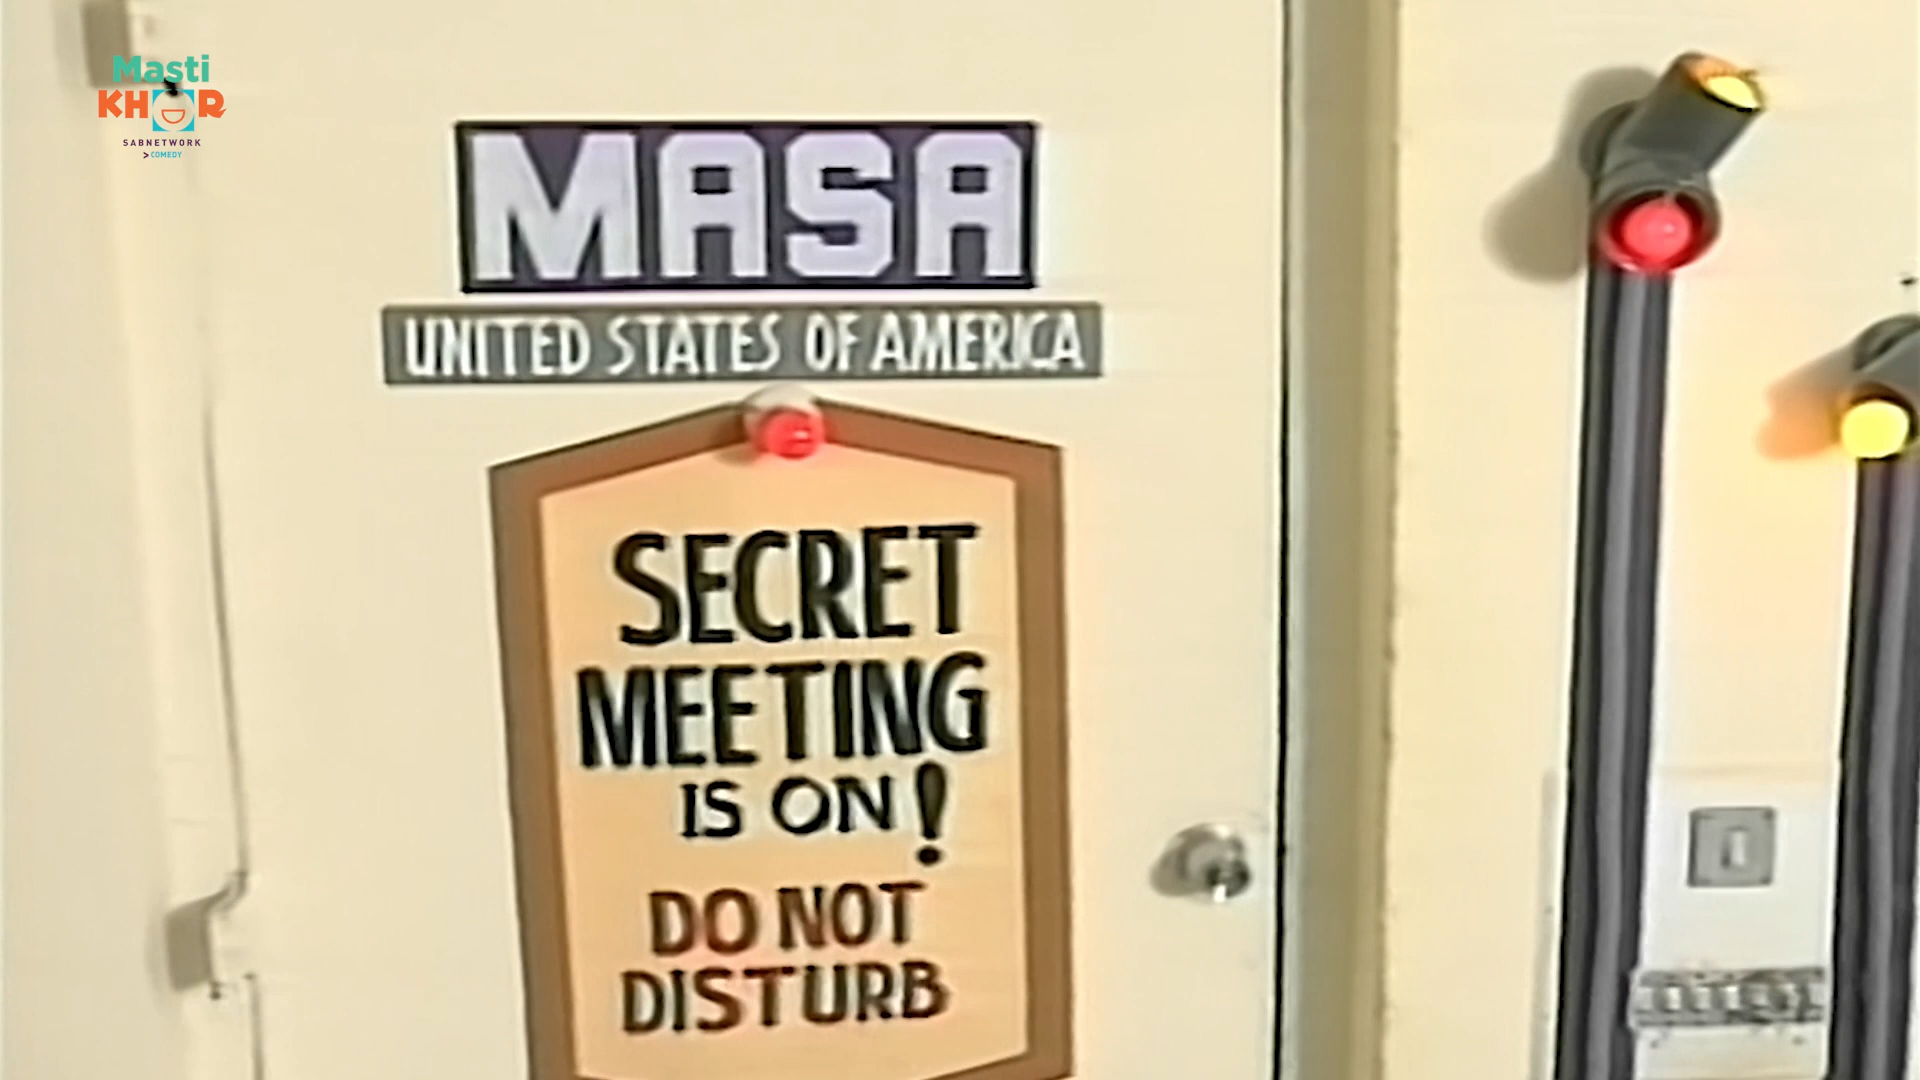 Masti
KHOR
SABNETWORK
>COMEDY
MASA
UNITED STATES OF AMERICA
SECRET
MEETING
IS ON!
DO NOT
DISTURB